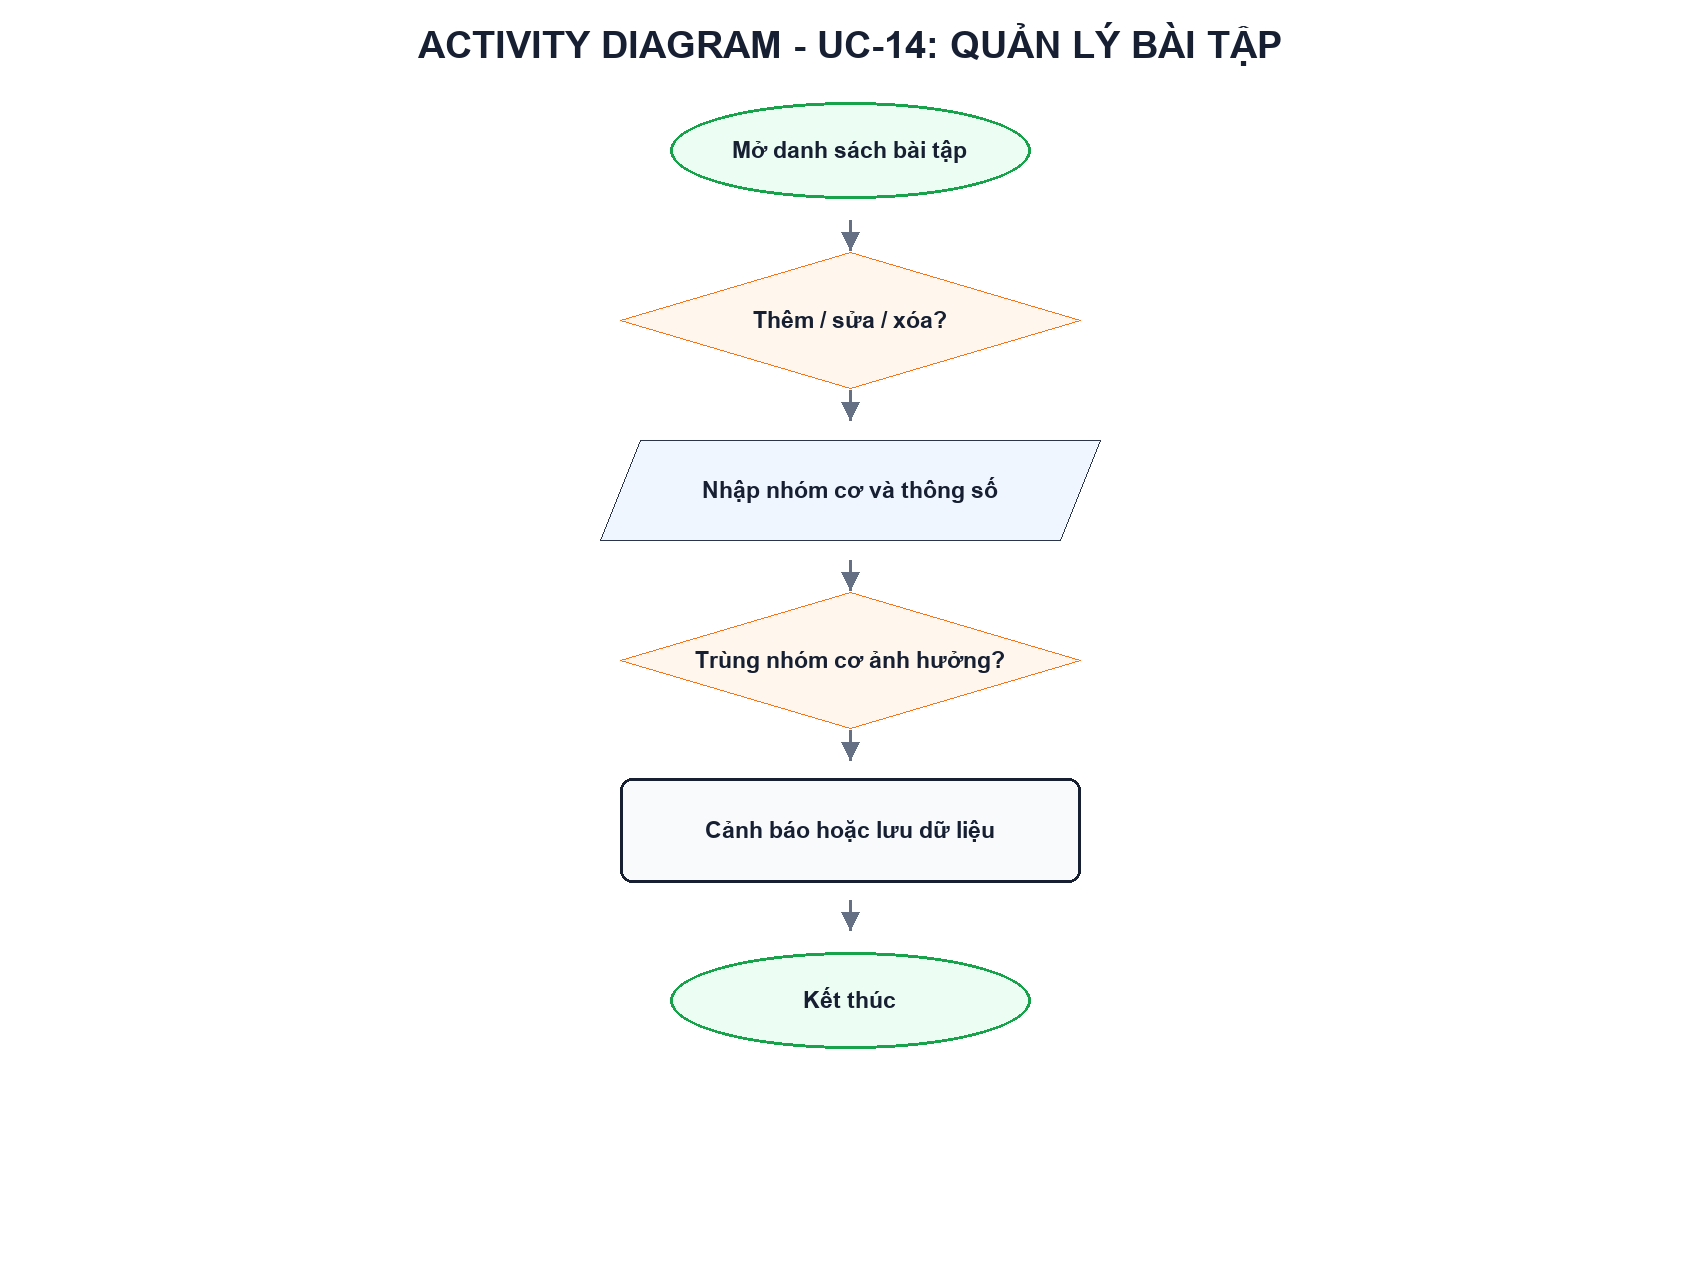 ACTIVITY DIAGRAM - UC-14: QUẢN LÝ BÀI TẬP
Mở danh sách bài tập
Thêm / sửa / xóa?
Nhập nhóm cơ và thông số
Trùng nhóm cơ ảnh hưởng?
Cảnh báo hoặc lưu dữ liệu
Kết thúc